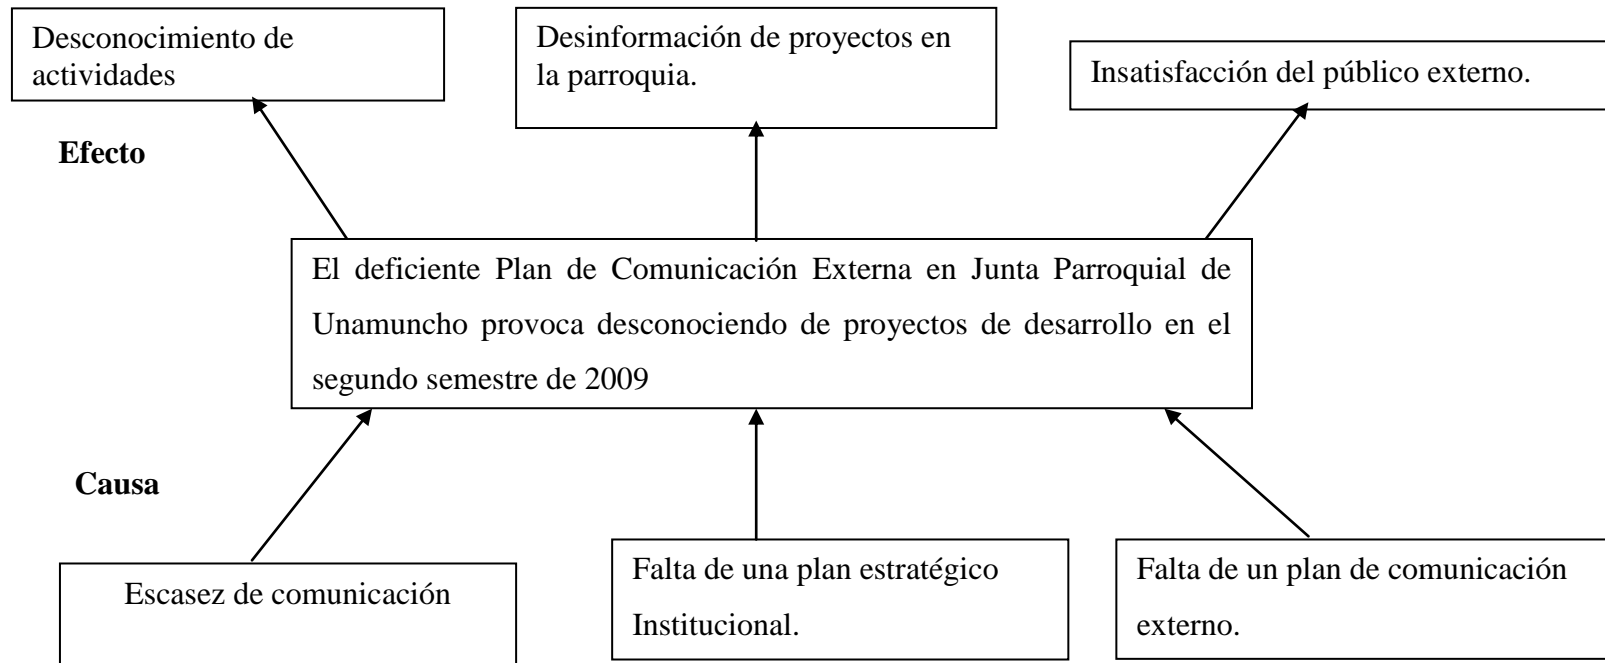 Desconocimiento de
actividades
Desinformación de proyectos en
la parroquia.
Insatisfacción del público externo.
Efecto
El deficiente Plan de Comunicación Externa en Junta Parroquial de
Unamuncho provoca desconociendo de proyectos de desarrollo en el
segundo semestre de 2009
Causa
Escasez de comunicación
Falta de una plan estratégico
Institucional.
Falta de un plan de comunicación
externo.